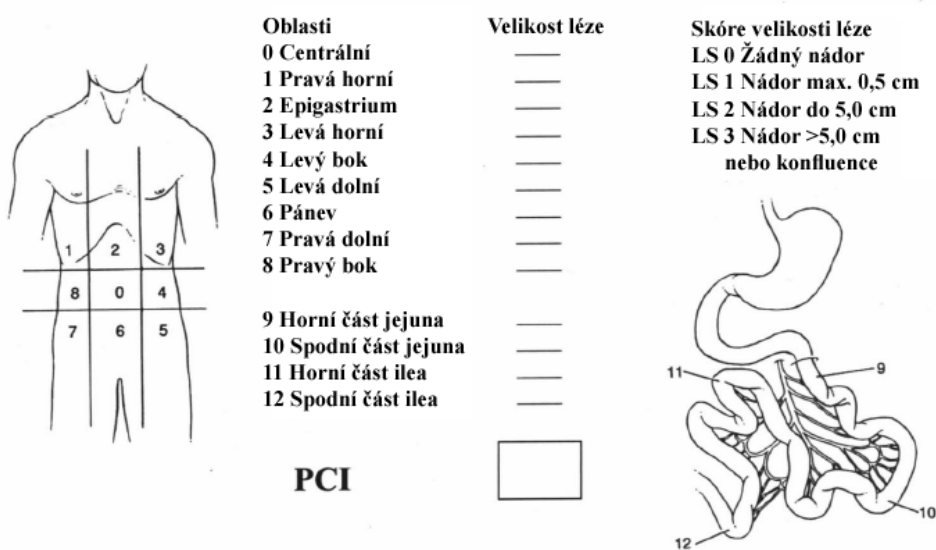 Oblasti
0 Centrální
1 Pravá horní
2 Epigastrium
3 Levá horní
4 Levý bok
5 Levá dolní
6 Pánev
7 Pravá dolní
8 Pravý bok
9 Horní část jejuna
10 Spodní část jejuna
11 Horní část ilea
12 Spodní část ilea
PCI
Velikost léze
Skóre velikosti léze
LS 0 Žádný nádor
LS 1 Nádor max. 0,5 cm
LS 2 Nádor do 5,0 cm
LS 3 Nádor >5,0 cm
nebo konfluence
1 2 3
8 0 4
7 6 5
11
9
10
12